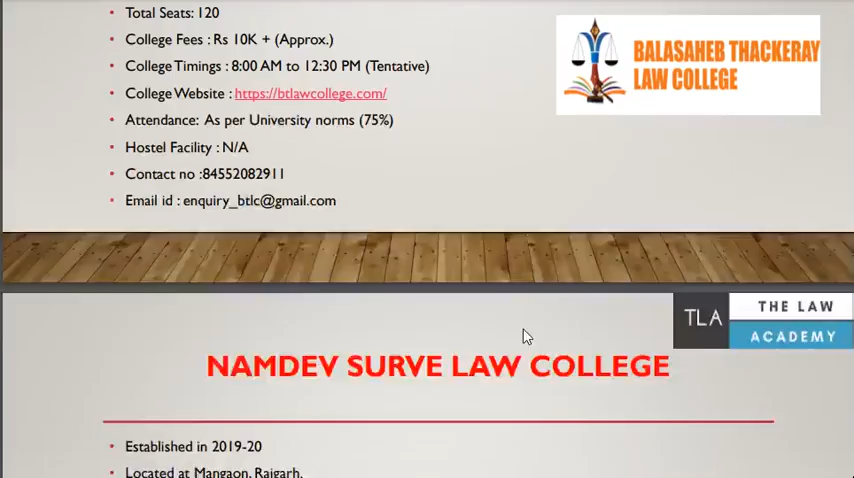 Total Seats: 120
College Fees : Rs 10K + (Approx.)
College Timings : 8:00 AM to 12:30 PM (Tentative)
College Website : https://btlawcollege.com/
Attendance: As per University norms (75%)
Hostel Facility : N/A
Contact no :84552082911
Email id : enquiry_btlc@gmail.com
BALASAHEB THACKERAY
LAW COLLEGE
TLA
THE LAW
ACADEMY
NAMDEV SURVE LAW COLLEGE
Established in 2019-20
Located at Mangaon, Raigarh.